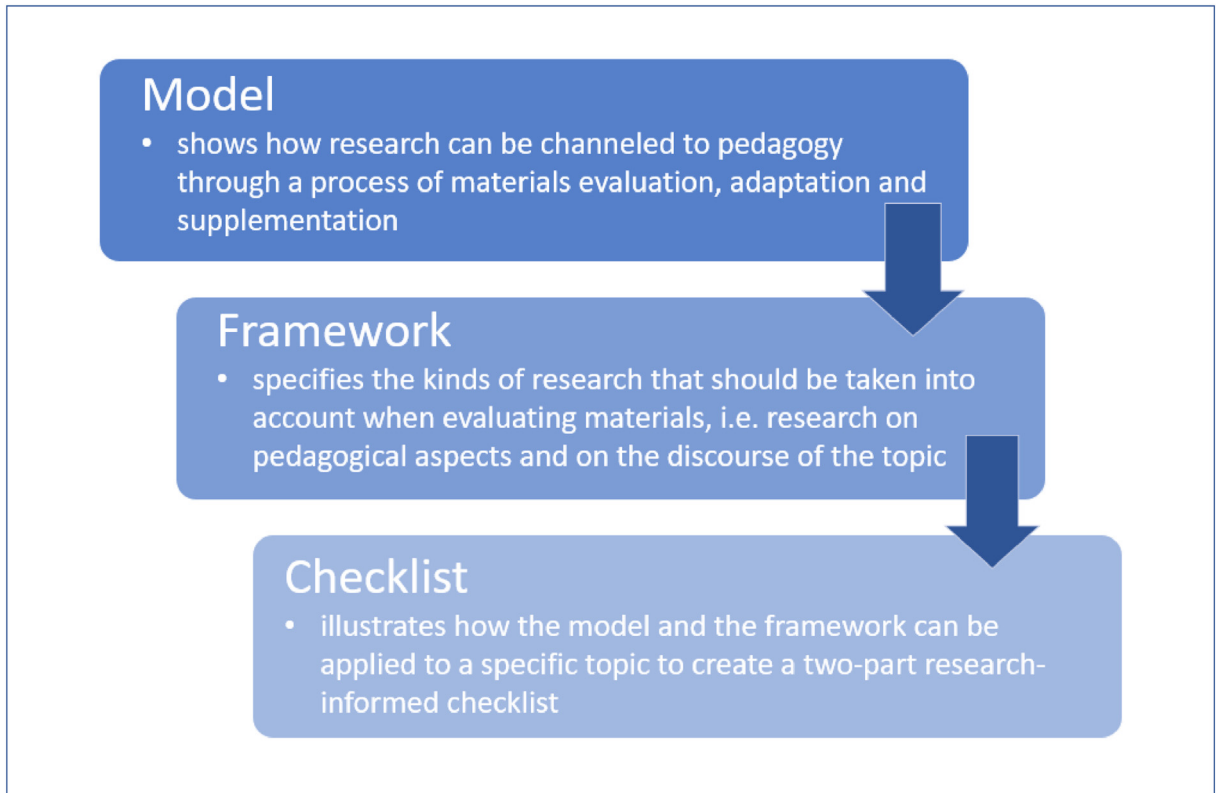 Model
• shows how research can be channeled to pedagogy
through a process of materials evaluation, adaptation and
supplementation
Framework
• specifies the kinds of research that should be taken into
account when evaluating materials, i.e. research on
pedagogical aspects and on the discourse of the topic
Checklist
• illustrates how the model and the framework can be
applied to a specific topic to create a two-part research-
informed checklist